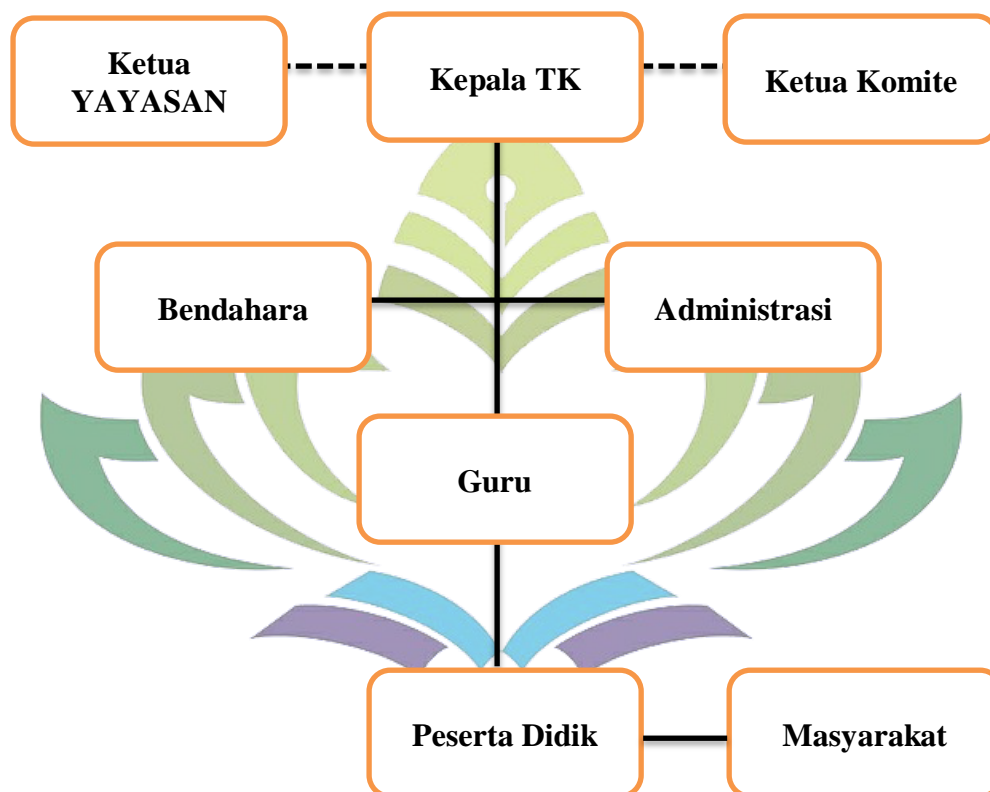 Ketua
YAYASAN
Kepala TK
Ketua Komite
Bendahara
Administrasi
Guru
Peserta Didik
Masyarakat